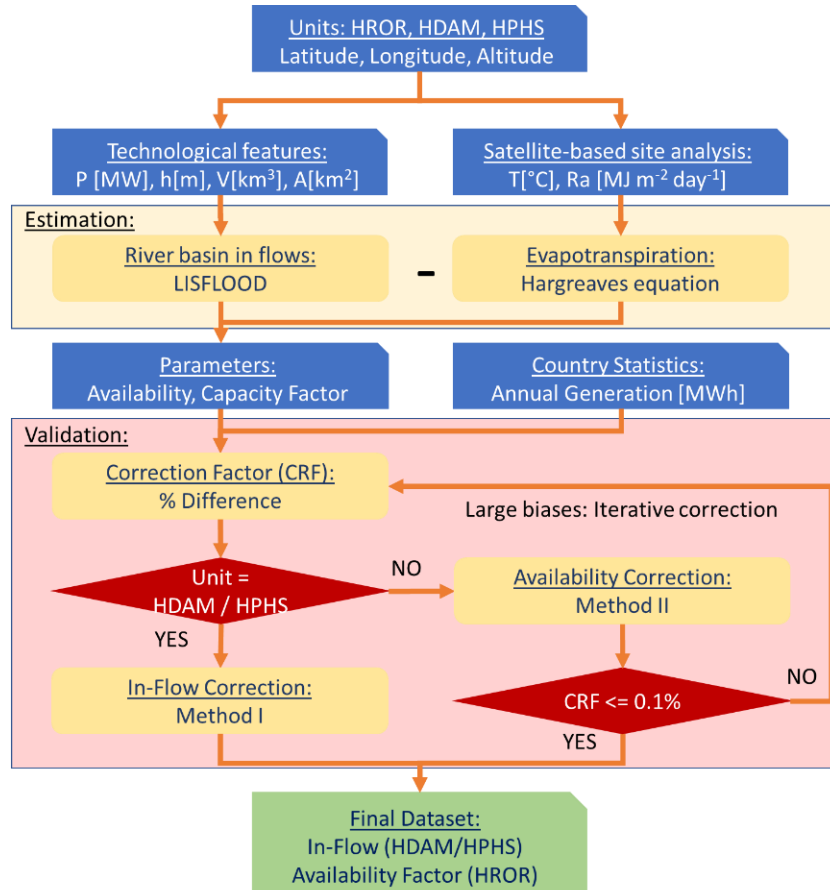 Units: HROR, HDAM, HPHS
Latitude, Longitude, Altitude
Technological features:
P [MW], h[m], V[km³], A[km²]
Satellite-based site analysis:
T[°C], Ra [MJ m⁻² day⁻¹]
Estimation:
River basin in flows:
LISFLOOD
-
Evapotranspiration:
Hargreaves equation
Parameters:
Availability, Capacity Factor
Country Statistics:
Annual Generation [MWh]
Validation:
Correction Factor (CRF):
% Difference
Large biases: Iterative correction
Unit =
HDAM / HPHS
NO
YES
Availability Correction:
Method II
In-Flow Correction:
Method I
CRF <= 0.1%
NO
YES
Final Dataset:
In-Flow (HDAM/HPHS)
Availability Factor (HROR)